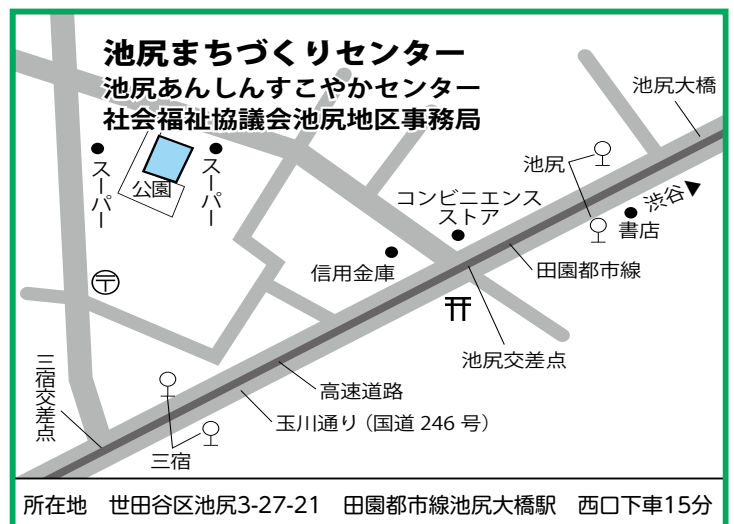 池尻まちづくりセンター
池尻あんしんすこやかセンター
社会福祉協議会池尻地区事務局
池尻大橋
スーパー
公園
スーパー
池尻
渋谷
コンビニエンス
ストア
書店
信用金庫
田園都市線
〒
池尻交差点
三宿交差点
高速道路
玉川通り（国道 246 号）
三宿
所在地　世田谷区池尻3-27-21　田園都市線池尻大橋駅　西口下車15分